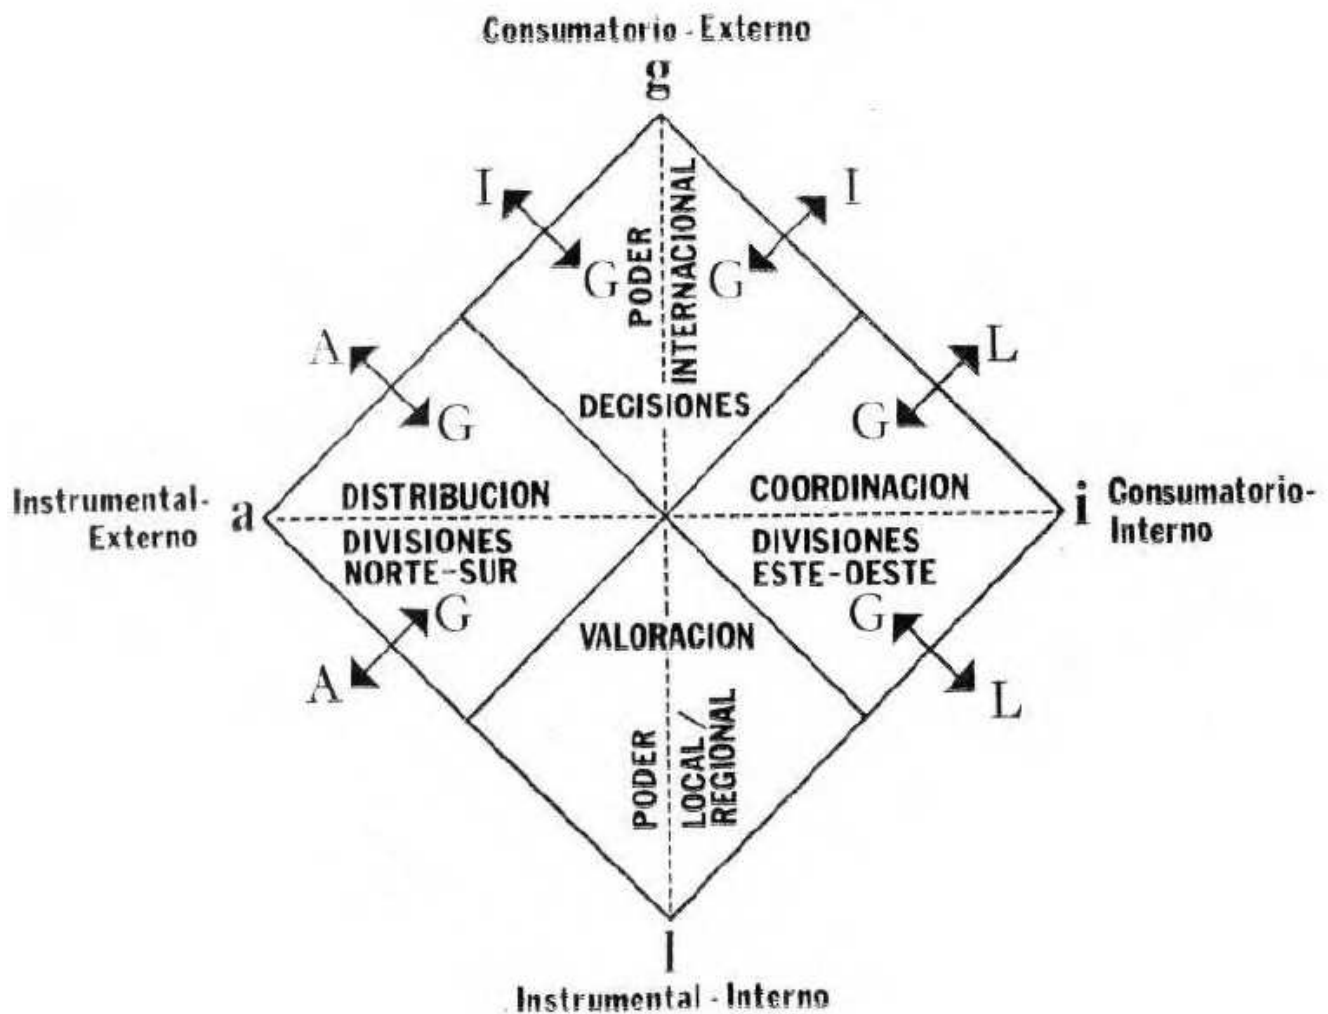 Consumatorio - Externo
g
I
I
PODER
INTERNACIONAL
G
G
A
L
G
G
DECISIONES
Instrumental-
Externo
a
DISTRIBUCION
COORDINACION
i
Consumatorio-
Interno
DIVISIONES
NORTE-SUR
DIVISIONES
ESTE-OESTE
G
G
VALORACION
A
L
PODER
LOCAL/
REGIONAL
l
Instrumental - Interno